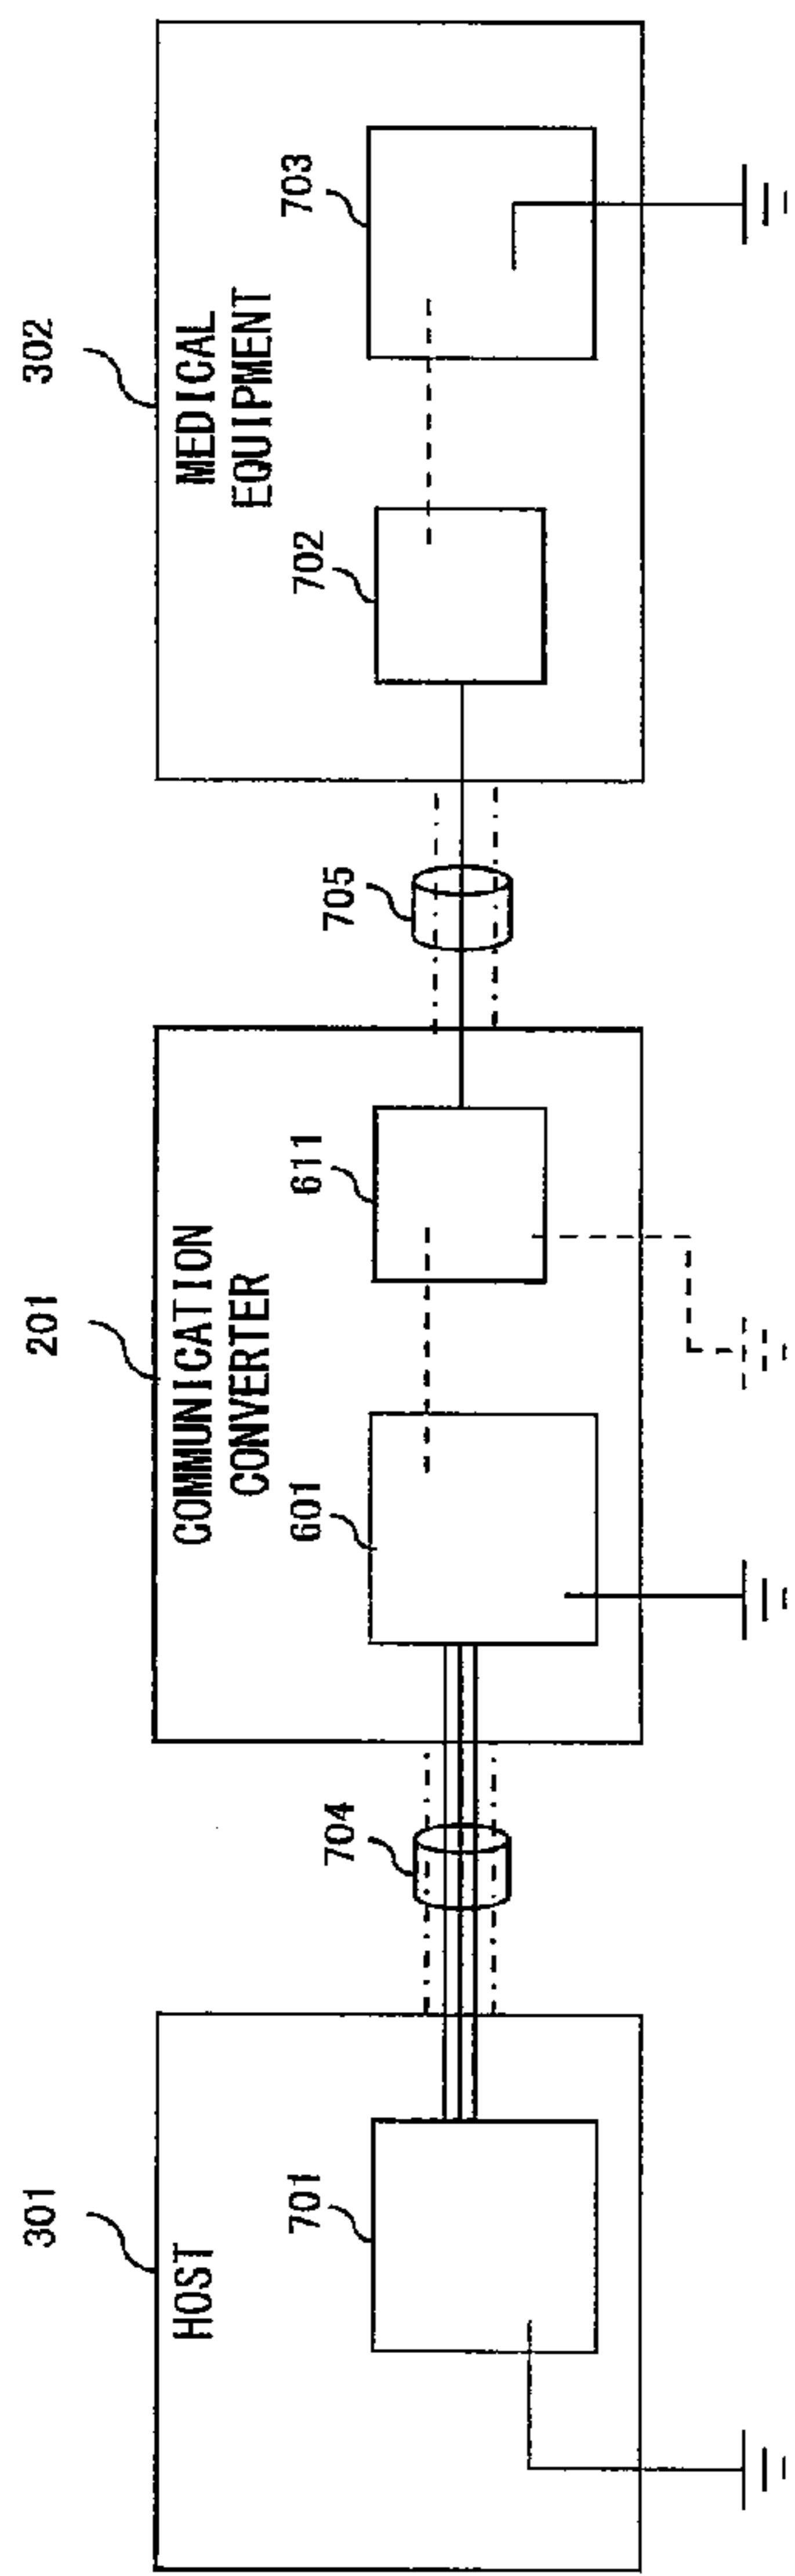 301
HOST
701
704
201
COMMUNICATION
CONVERTER
601
611
705
302
MEDICAL
EQUIPMENT
702
703